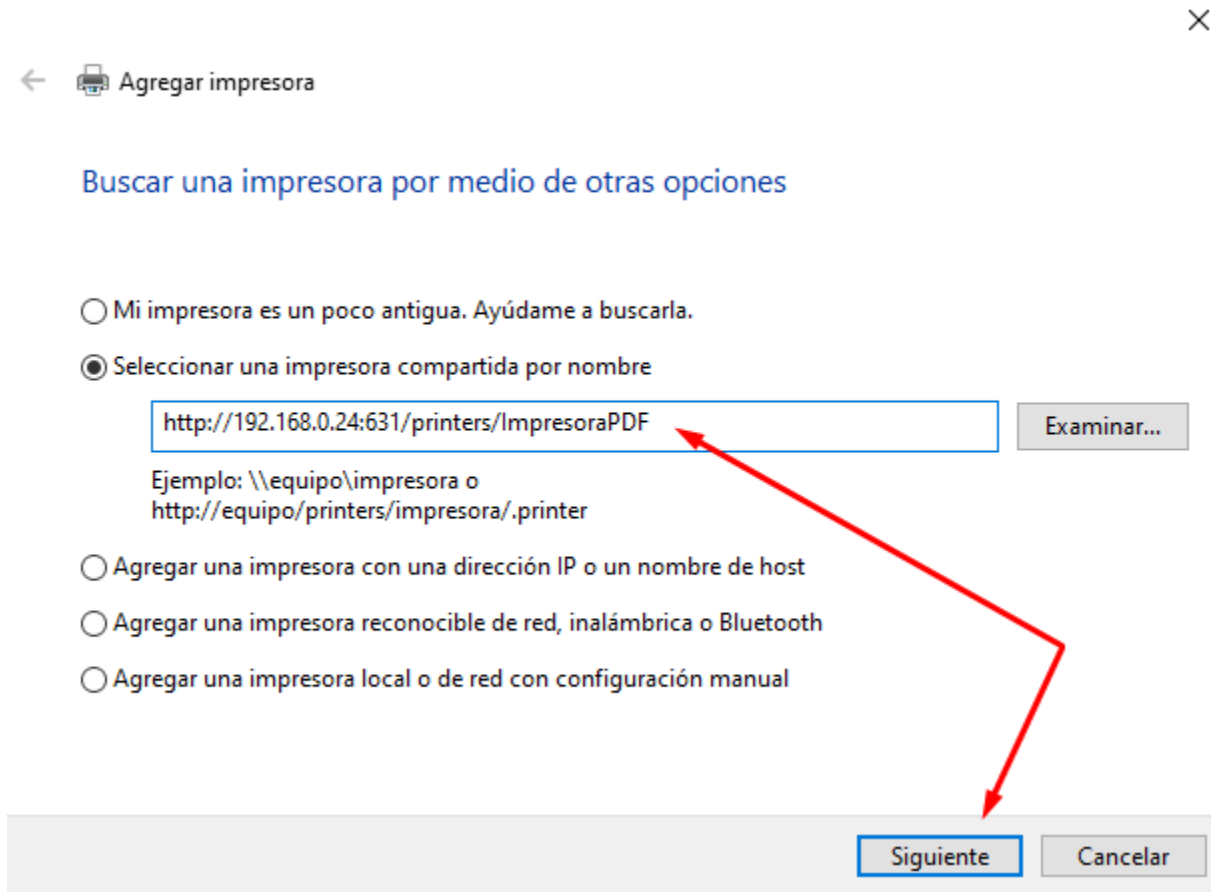 Agregar impresora
Buscar una impresora por medio de otras opciones
Mi impresora es un poco antigua. Ayúdame a buscarla.
Seleccionar una impresora compartida por nombre
http://192.168.0.24:631/printers/ImpresoraPDF
Examinar...
Ejemplo: \\equipo\impresora o
http://equipo/printers/impresora/.printer
Agregar una impresora con una dirección IP o un nombre de host
Agregar una impresora reconocible de red, inalámbrica o Bluetooth
Agregar una impresora local o de red con configuración manual
Siguiente
Cancelar